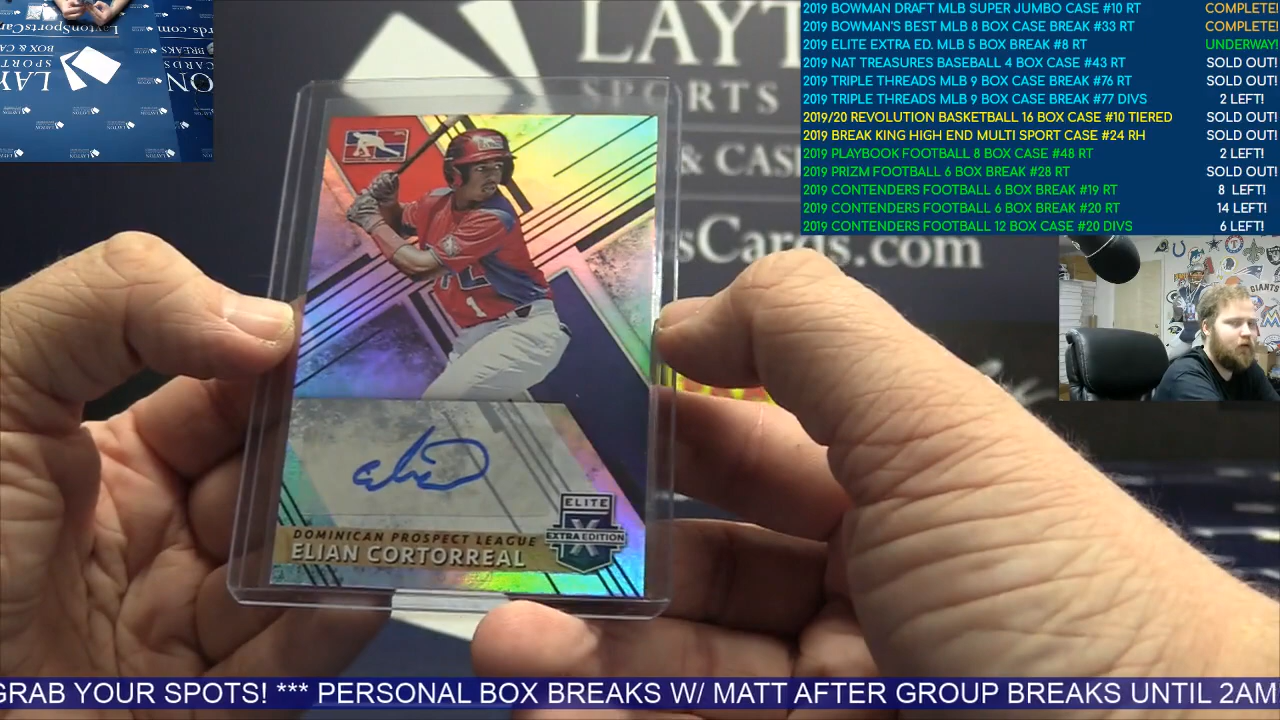 2019 BOWMAN DRAFT MLB SUPER JUMBO CASE #10 RT COMPLETE!
2019 BOWMAN'S BEST MLB 8 BOX CASE BREAK #33 RT COMPLETE!
2019 ELITE EXTRA ED. MLB 5 BOX BREAK #8 RT UNDERWAY!
2019 NAT TREASURES BASEBALL 4 BOX CASE #43 RT SOLD OUT!
2019 TRIPLE THREADS MLB 9 BOX CASE BREAK #76 RT SOLD OUT!
2019 TRIPLE THREADS MLB 9 BOX CASE BREAK #77 DIVS 2 LEFT!
2019/20 REVOLUTION BASKETBALL 16 BOX CASE #10 TIERED SOLD OUT!
2019 BREAK KING HIGH END MULTI SPORT CASE #24 RH SOLD OUT!
2019 PLAYBOOK FOOTBALL 8 BOX CASE #48 RT 2 LEFT!
2019 PRIZM FOOTBALL 6 BOX BREAK #28 RT SOLD OUT!
2019 CONTENDERS FOOTBALL 6 BOX BREAK #19 RT 8 LEFT!
2019 CONTENDERS FOOTBALL 6 BOX BREAK #20 RT 14 LEFT!
2019 CONTENDERS FOOTBALL 12 BOX CASE #20 DIVS 6 LEFT!
LAYT
SPORTS
& CAS
sCards.com
GIANTS
1
ELITE
X
EXTRA EDITION
DOMINICAN PROSPECT LEAGUE
ELIAN CORTORREAL
GRAB YOUR SPOTS! *** PERSONAL BOX BREAKS W/ MATT AFTER GROUP BREAKS UNTIL 2AM